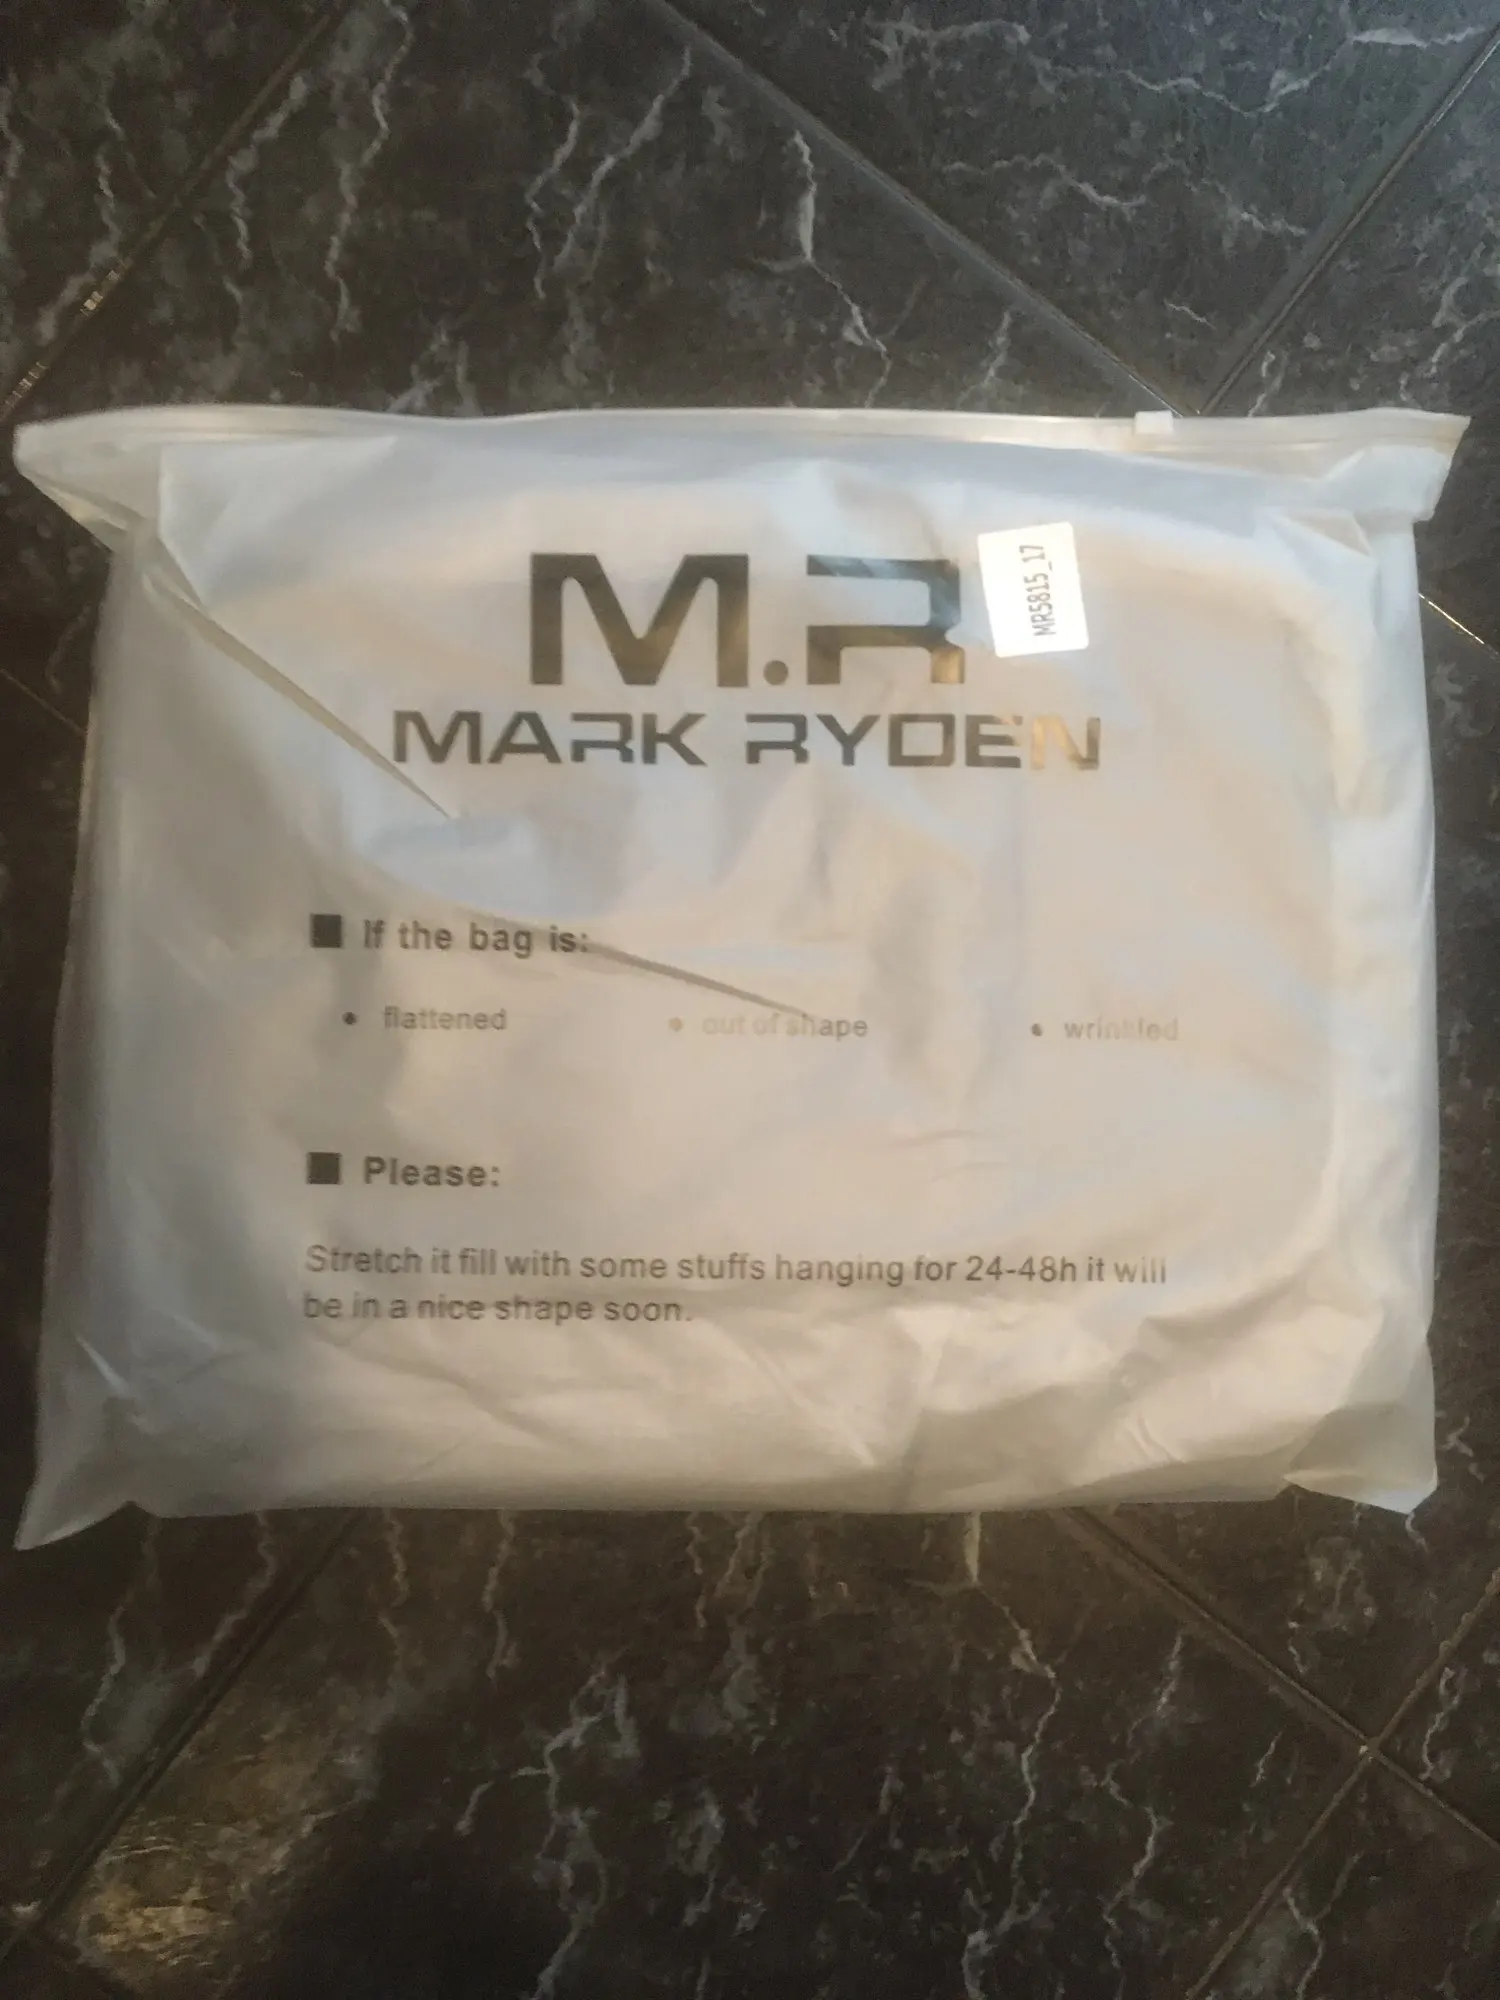 M.R
MR5815_17
MARK RYDEN
If the bag is:
• flattened • out of shape • wrinkled
Please:
Stretch it fill with some stuffs hanging for 24-48h it will
be in a nice shape soon.